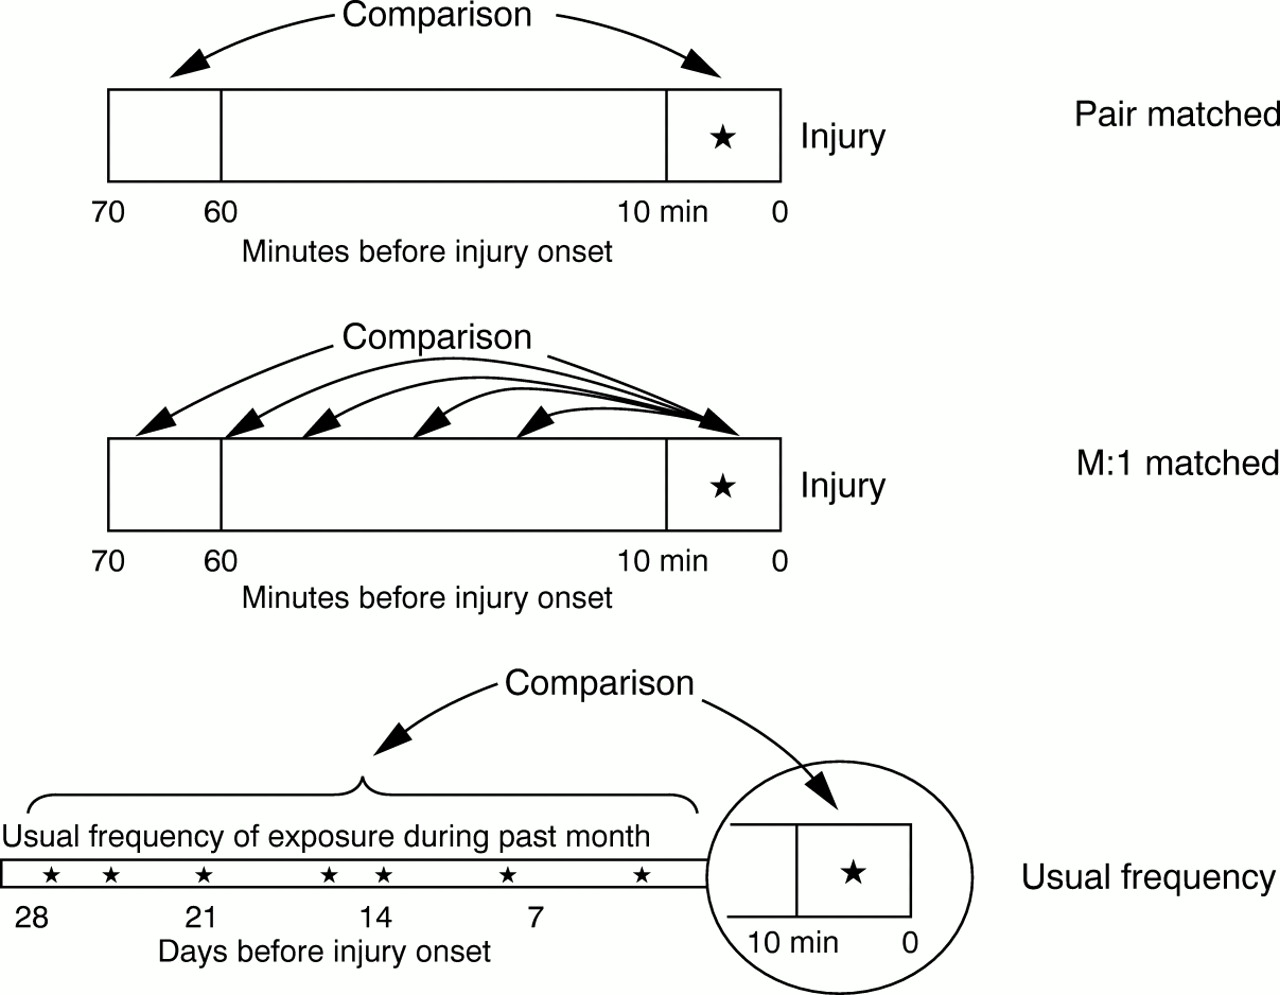 Comparison
Pair matched
Injury
70 60 10 min 0
Minutes before injury onset
Comparison
M:1 matched
Injury
70 60 10 min 0
Minutes before injury onset
Comparison
Usual frequency of exposure during past month
Usual frequency
28 21 14 7
10 min 0
Days before injury onset